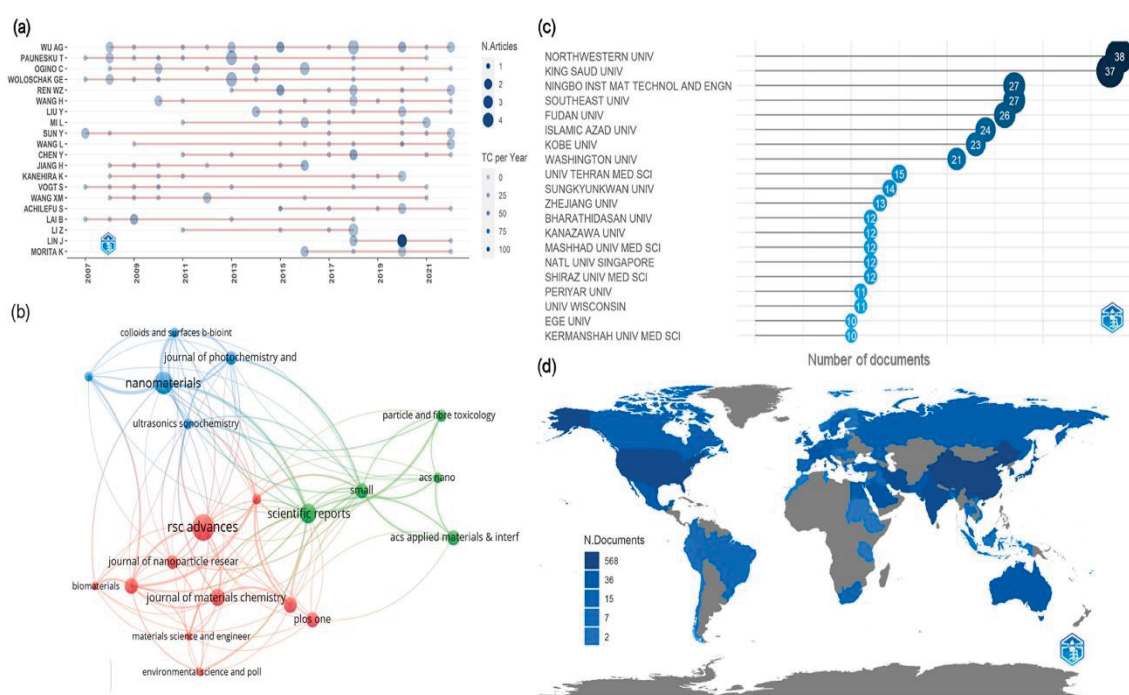 (a)
WU AG
PAUNESKU T
OGINO C
WOLOSCHAK GE
REN WZ
WANG H
LIU Y
MI L
SUN Y
WANG L
CHEN Y
JIANG H
KANEHIRA K
VOGT S
WANG XM
ACHILEFU S
LAI B
LI Z
LIN J
MORITA K
2007
2009
2011
2013
2015
2017
2019
2021
N.Articles
1
2
3
4
TC per Year
0
25
50
75
100
(b)
colloids and surfaces b-bioint
journal of photochemistry and
nanomaterials
ultrasonics sonochemistry
particle and fibre toxicology
acs nano
small
scientific reports
acs applied materials & interf
rsc advances
journal of nanoparticle resear
biomaterials
journal of materials chemistry
plos one
materials science and engineer
environmental science and poll
(c)
NORTHWESTERN UNIV 38
KING SAUD UNIV 37
NINGBO INST MAT TECHNOL AND ENGN 27
SOUTHEAST UNIV 27
FUDAN UNIV 26
ISLAMIC AZAD UNIV 24
KOBE UNIV 23
WASHINGTON UNIV 21
UNIV TEHRAN MED SCI 15
SUNGKYUNKWAN UNIV 14
ZHEJIANG UNIV 13
BHARATHIDASAN UNIV 12
KANAZAWA UNIV 12
MASHHAD UNIV MED SCI 12
NATL UNIV SINGAPORE 12
SHIRAZ UNIV MED SCI 12
PERIYAR UNIV 11
UNIV WISCONSIN 11
EGE UNIV 10
KERMANSHAH UNIV MED SCI 10
Number of documents
(d)
N.Documents
568
36
15
7
2